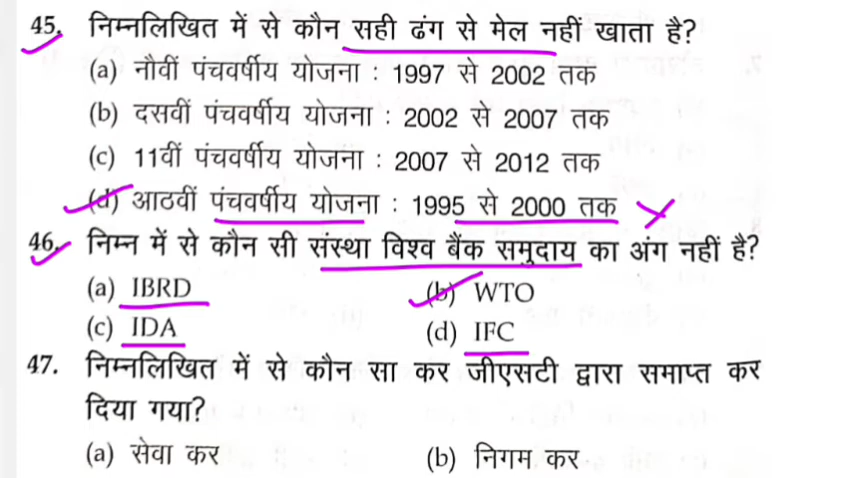 45. निम्नलिखित में से कौन सही ढंग से मेल नहीं खाता है?
(a) नौवीं पंचवर्षीय योजना : 1997 से 2002 तक
(b) दसवीं पंचवर्षीय योजना : 2002 से 2007 तक
(c) 11वीं पंचवर्षीय योजना : 2007 से 2012 तक
(d) आठवीं पंचवर्षीय योजना : 1995 से 2000 तक
46. निम्न में से कौन सी संस्था विश्व बैंक समुदाय का अंग नहीं है?
(a) IBRD (b) WTO
(c) IDA (d) IFC
47. निम्नलिखित में से कौन सा कर जीएसटी द्वारा समाप्त कर
दिया गया?
(a) सेवा कर (b) निगम कर